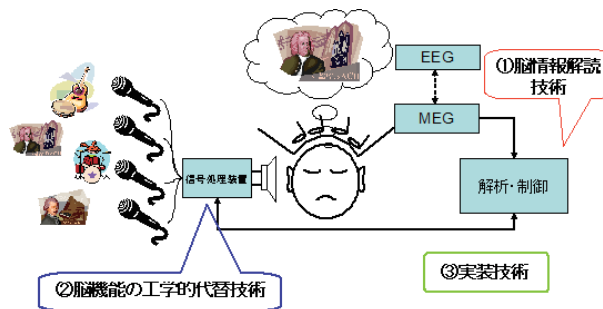 EEG
①脳情報解読
技術
MEG
信号処理装置
解析・制御
②脳機能の工学的代替技術
③実装技術